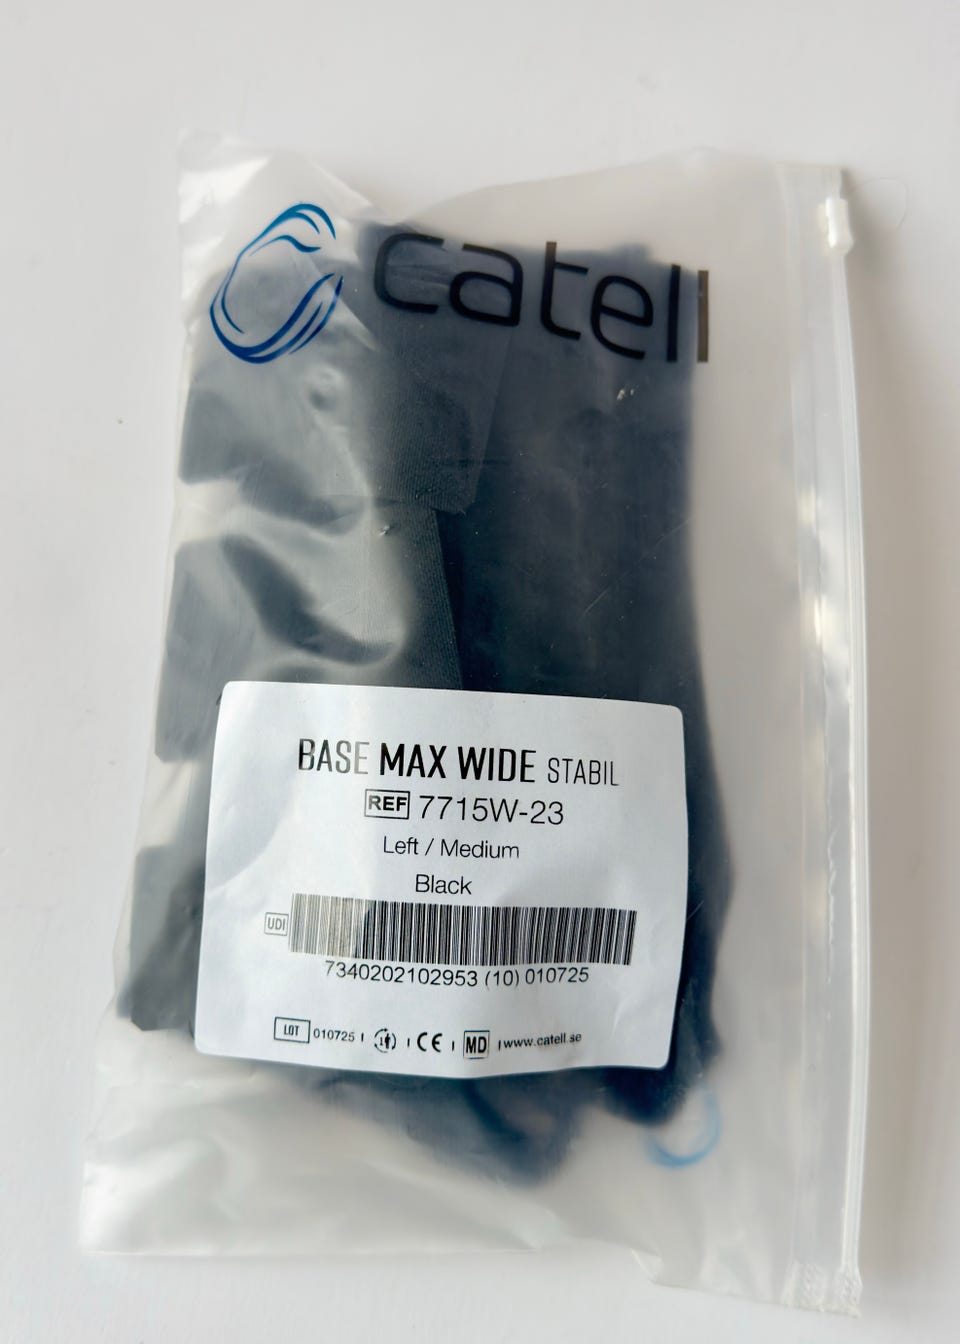 catell
BASE MAX WIDE STABIL
REF 7715W-23
Left / Medium
Black
UDI
7340202102953 (10) 010725
LOT 010725 | 1 | CE | MD | www.catell.se